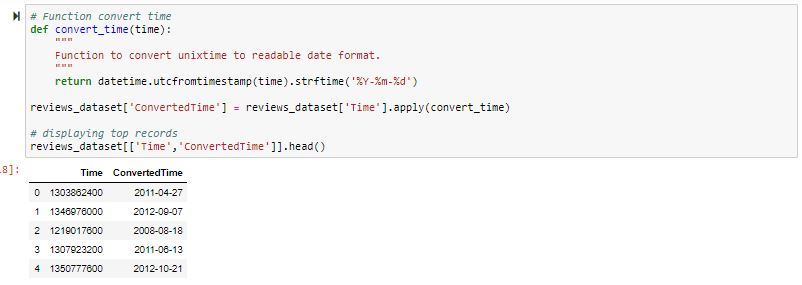 # Function convert time
def convert_time(time):
"""
Function to convert unixtime to readable date format.
"""
return datetime.utcfromtimestamp(time).strftime('%Y-%m-%d')
reviews_dataset['ConvertedTime'] = reviews_dataset['Time'].apply(convert_time)
# displaying top records
reviews_dataset[['Time','ConvertedTime']].head()
8]:
Time ConvertedTime
0 1303862400 2011-04-27
1 1346976000 2012-09-07
2 1219017600 2008-08-18
3 1307923200 2011-06-13
4 1350777600 2012-10-21